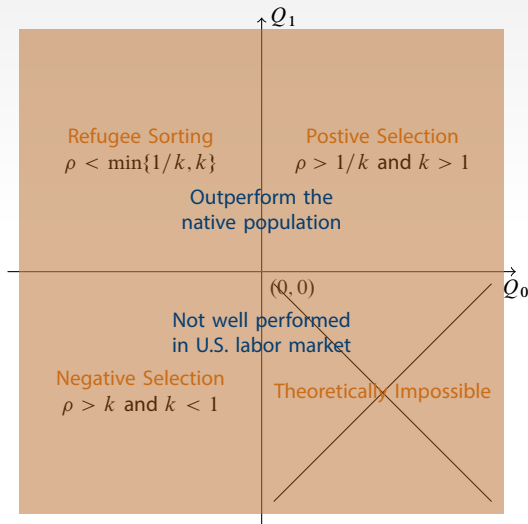 Q₁
Refugee Sorting
ρ < min{1/k, k}
Postive Selection
ρ > 1/k and k > 1
Outperform the
native population
(0, 0)
Q₀
Not well performed
in U.S. labor market
Negative Selection
ρ > k and k < 1
Theoretically Impossible